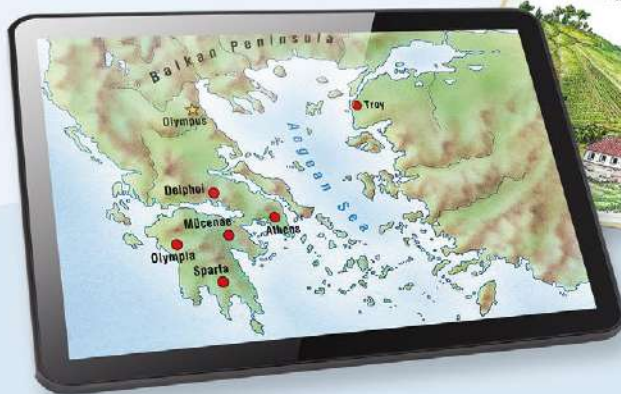 Balkan Peninsula
Olympus
Troy
Aegean Sea
Delphoi
Mücenae
Athens
Olympia
Sparta